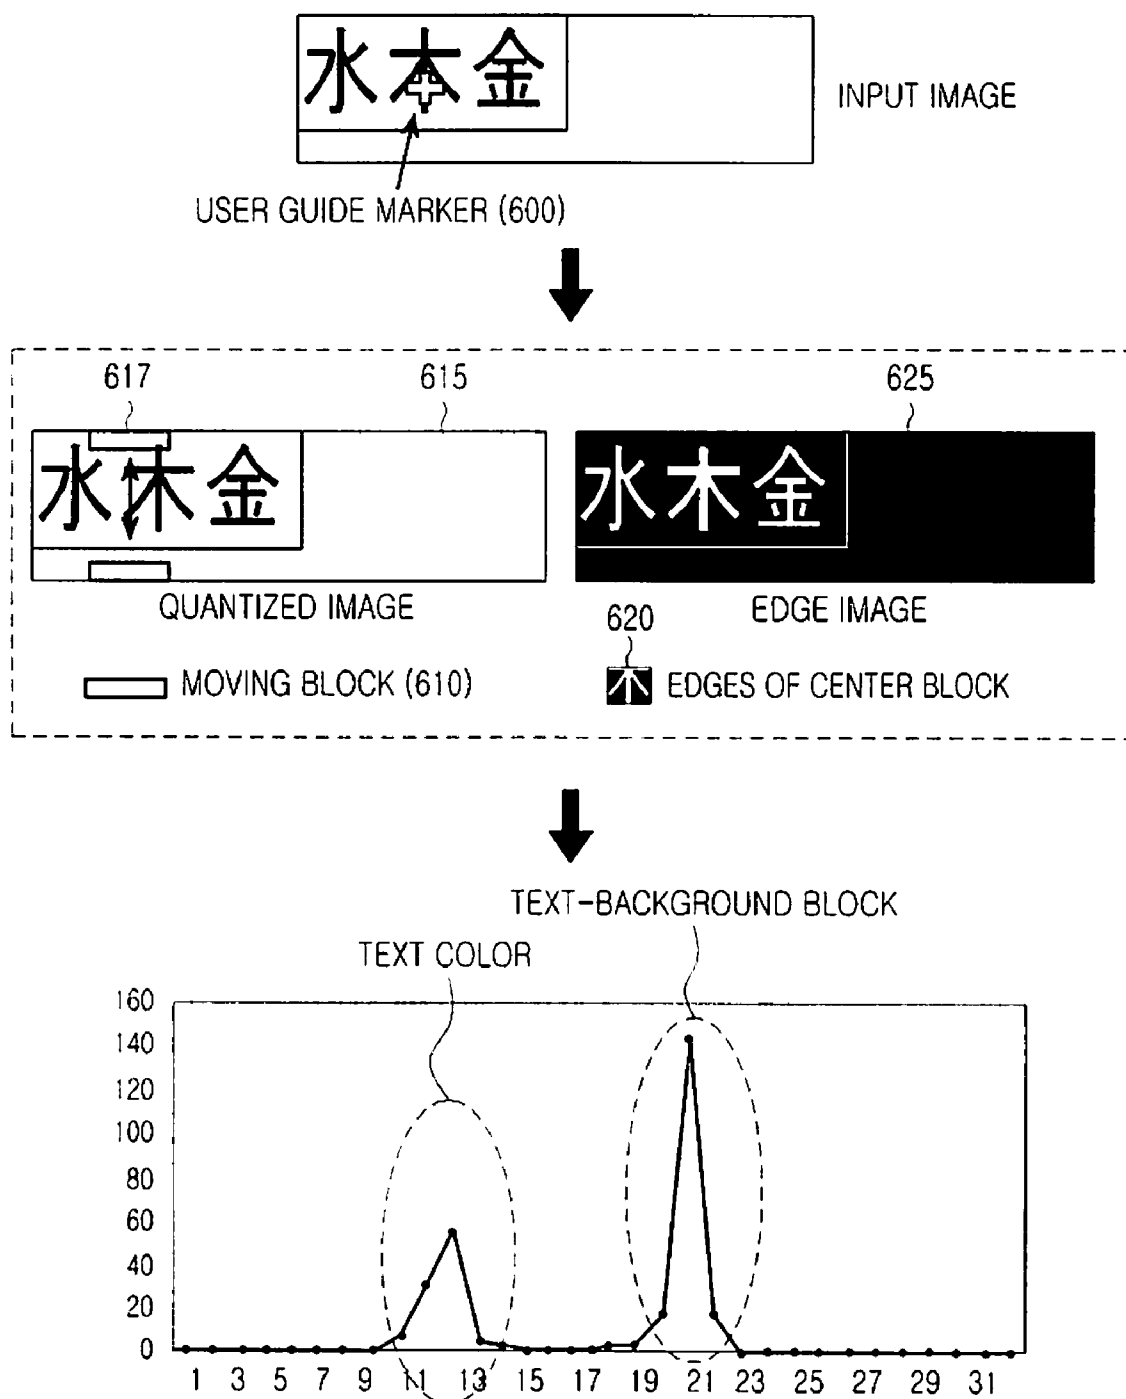 水木金
INPUT IMAGE
USER GUIDE MARKER (600)
617 615 625
水木金 水木金
QUANTIZED IMAGE EDGE IMAGE
620
MOVING BLOCK (610) 木 EDGES OF CENTER BLOCK
TEXT-BACKGROUND BLOCK
TEXT COLOR
160
140
120
100
80
60
40
20
0
1 3 5 7 9 11 13 15 17 19 21 23 25 27 29 31